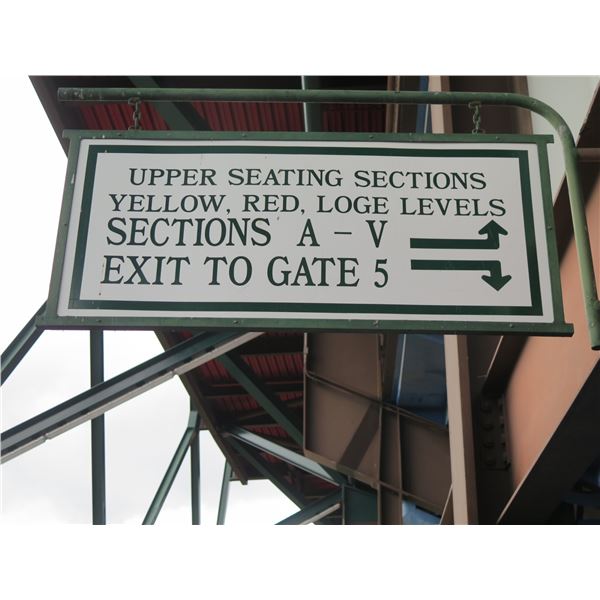 UPPER SEATING SECTIONS
YELLOW, RED, LOGE LEVELS
SECTIONS A – V
EXIT TO GATE 5